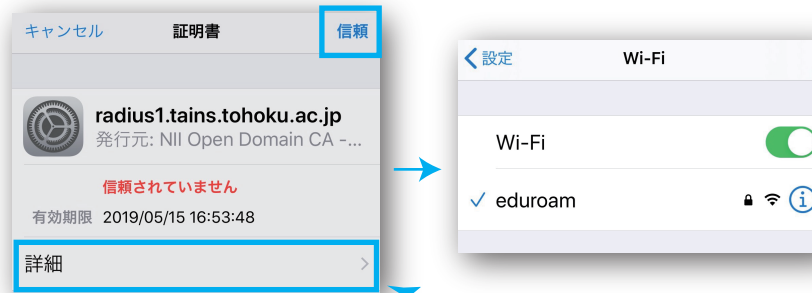 キャンセル 証明書 信頼
radius1.tains.tohoku.ac.jp
発行元: NII Open Domain CA -...
信頼されていません
有効期限 2019/05/15 16:53:48
詳細
設定 Wi-Fi
Wi-Fi
eduroam